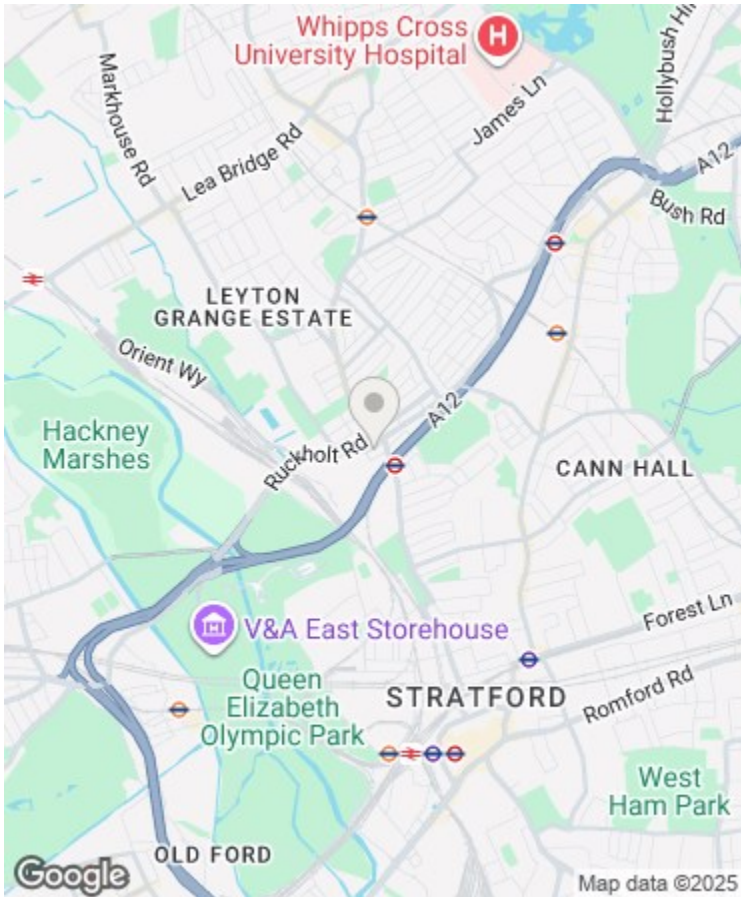 Whipps Cross
University Hospital
H
Hollybush Hill
Markhouse Rd
James Ln
Lea Bridge Rd
A12
Bush Rd
LEYTON
GRANGE ESTATE
Orient Wy
A12
Hackney
Marshes
Ruckholt Rd
CANN HALL
Forest Ln
V&A East Storehouse
Queen
Elizabeth
Olympic Park
STRATFORD
Romford Rd
West
Ham Park
OLD FORD
Google
Map data ©2025